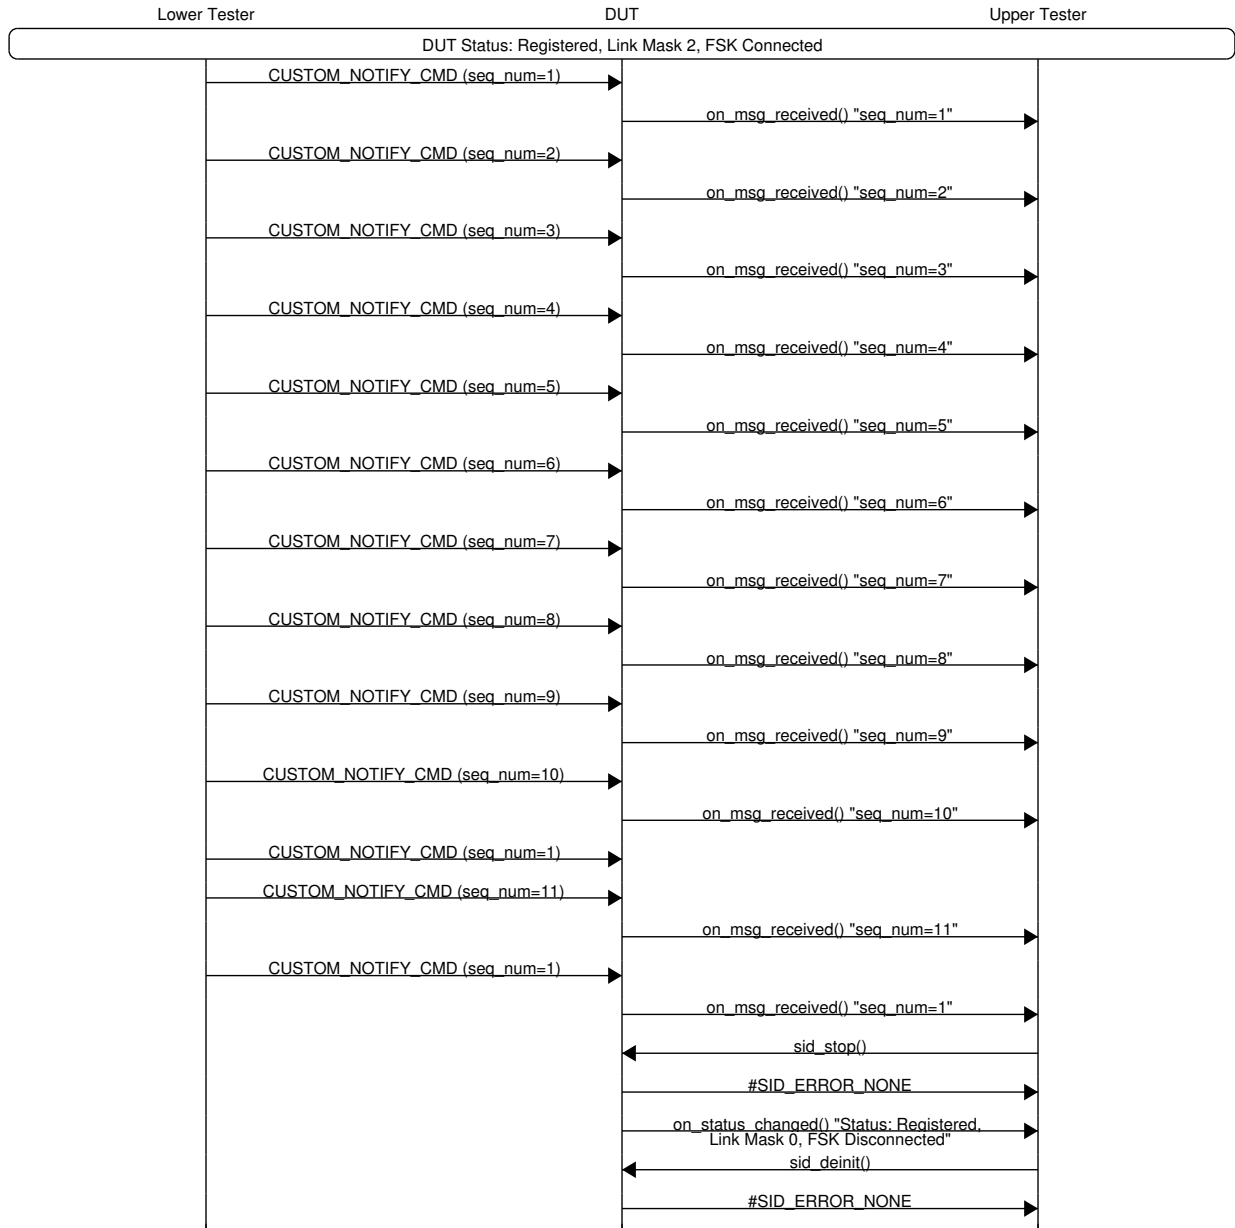 Lower Tester DUT Upper Tester
DUT Status: Registered, Link Mask 2, FSK Connected
CUSTOM_NOTIFY_CMD (seq_num=1)
on_msg_received() "seq_num=1"
CUSTOM_NOTIFY_CMD (seq_num=2)
on_msg_received() "seq_num=2"
CUSTOM_NOTIFY_CMD (seq_num=3)
on_msg_received() "seq_num=3"
CUSTOM_NOTIFY_CMD (seq_num=4)
on_msg_received() "seq_num=4"
CUSTOM_NOTIFY_CMD (seq_num=5)
on_msg_received() "seq_num=5"
CUSTOM_NOTIFY_CMD (seq_num=6)
on_msg_received() "seq_num=6"
CUSTOM_NOTIFY_CMD (seq_num=7)
on_msg_received() "seq_num=7"
CUSTOM_NOTIFY_CMD (seq_num=8)
on_msg_received() "seq_num=8"
CUSTOM_NOTIFY_CMD (seq_num=9)
on_msg_received() "seq_num=9"
CUSTOM_NOTIFY_CMD (seq_num=10)
on_msg_received() "seq_num=10"
CUSTOM_NOTIFY_CMD (seq_num=1)
CUSTOM_NOTIFY_CMD (seq_num=11)
on_msg_received() "seq_num=11"
CUSTOM_NOTIFY_CMD (seq_num=1)
on_msg_received() "seq_num=1"
sid_stop()
#SID_ERROR_NONE
on_status_changed() "Status: Registered,
Link Mask 0, FSK Disconnected"
sid_deinit()
#SID_ERROR_NONE